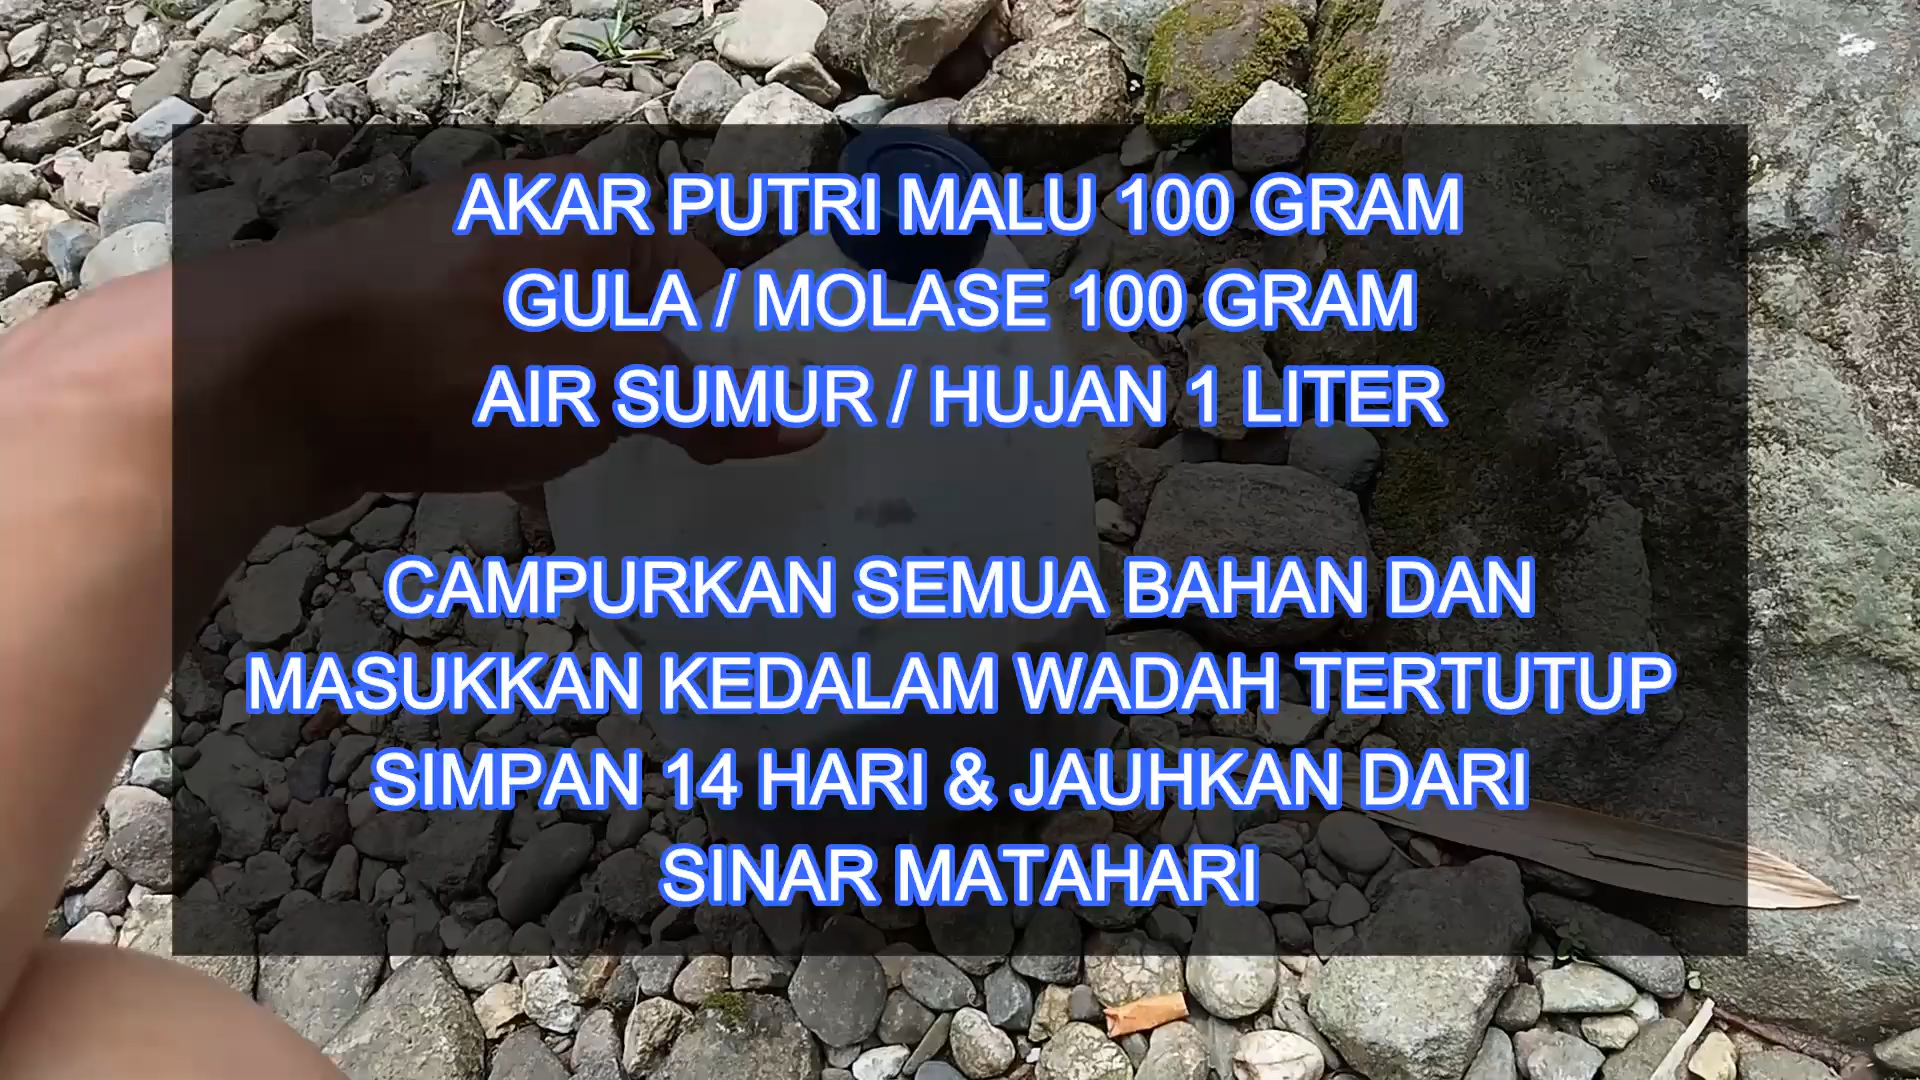 AKAR PUTRI MALU 100 GRAM
GULA / MOLASE 100 GRAM
AIR SUMUR / HUJAN 1 LITER
CAMPURKAN SEMUA BAHAN DAN
MASUKKAN KEDALAM WADAH TERTUTUP
SIMPAN 14 HARI & JAUHKAN DARI
SINAR MATAHARI